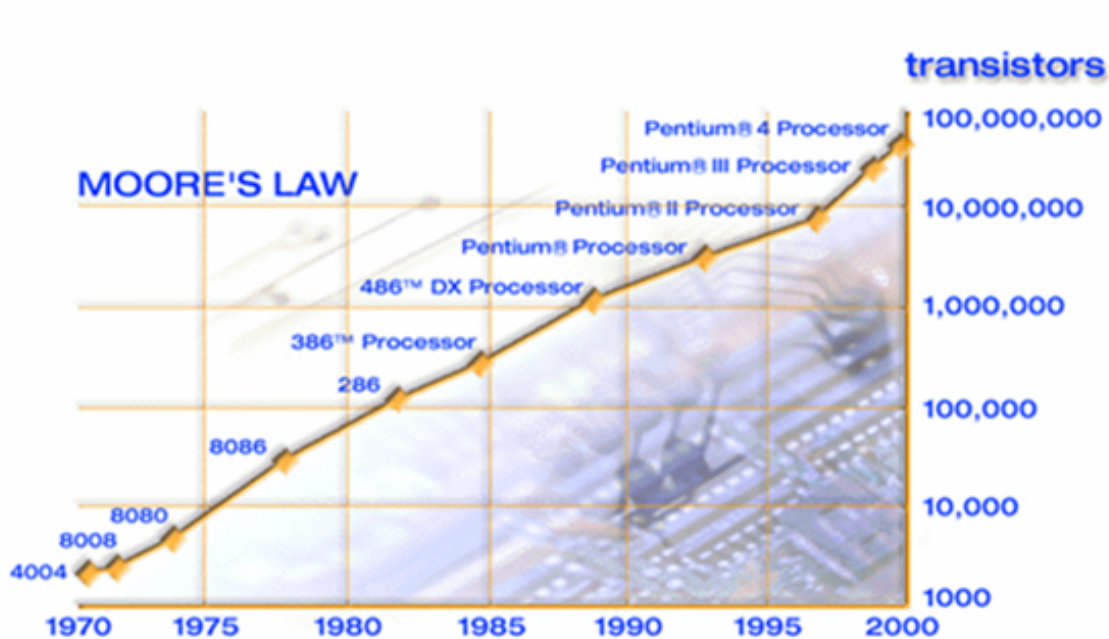 transistors
100,000,000
Pentium® 4 Processor
Pentium® III Processor
MOORE'S LAW
Pentium® II Processor
10,000,000
Pentium® Processor
486™ DX Processor
1,000,000
386™ Processor
286
100,000
8086
8080
10,000
8008
4004
1000
1970 1975 1980 1985 1990 1995 2000